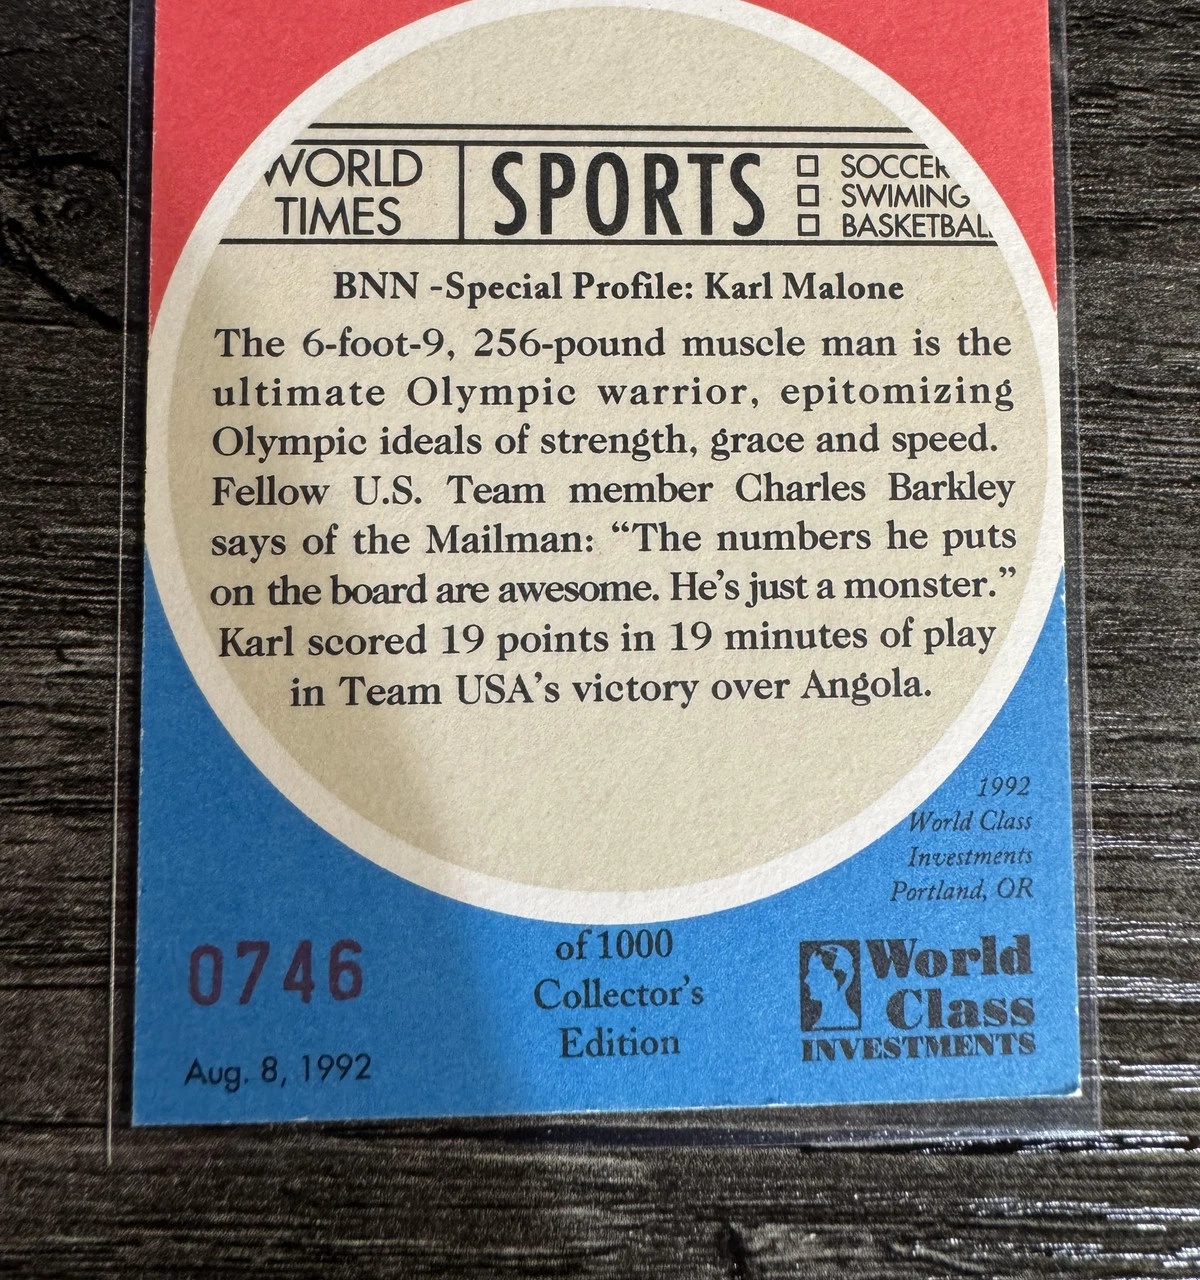 WORLD
TIMES
SPORTS
SOCCER
SWIMING
BASKETBAL
BNN -Special Profile: Karl Malone
The 6-foot-9, 256-pound muscle man is the
ultimate Olympic warrior, epitomizing
Olympic ideals of strength, grace and speed.
Fellow U.S. Team member Charles Barkley
says of the Mailman: “The numbers he puts
on the board are awesome. He’s just a monster.”
Karl scored 19 points in 19 minutes of play
in Team USA’s victory over Angola.
1992
World Class
Investments
Portland, OR
0746
Aug. 8, 1992
of 1000
Collector’s
Edition
World
Class
INVESTMENTS